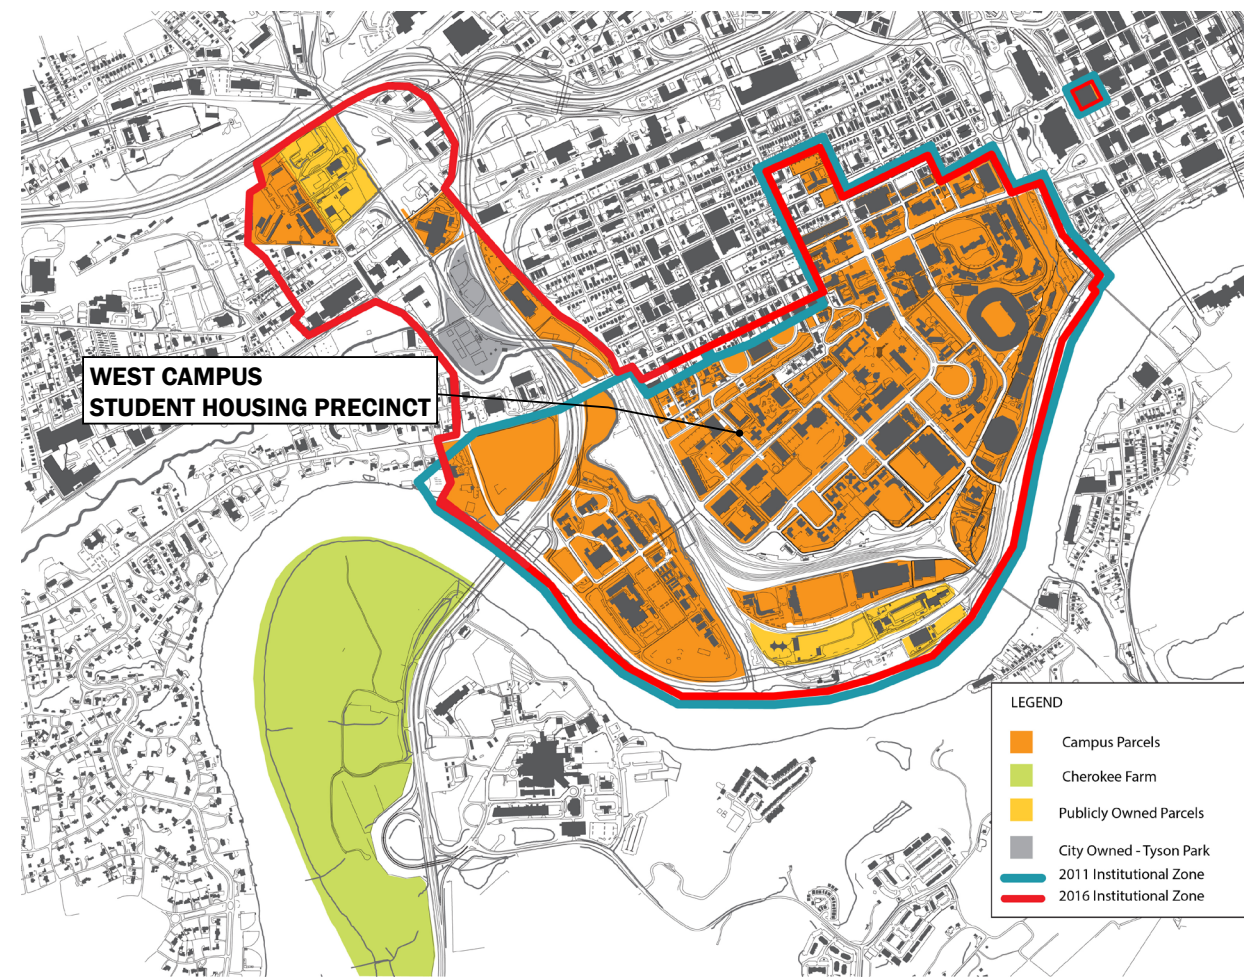 WEST CAMPUS
STUDENT HOUSING PRECINCT
LEGEND
Campus Parcels
Cherokee Farm
Publicly Owned Parcels
City Owned - Tyson Park
2011 Institutional Zone
2016 Institutional Zone